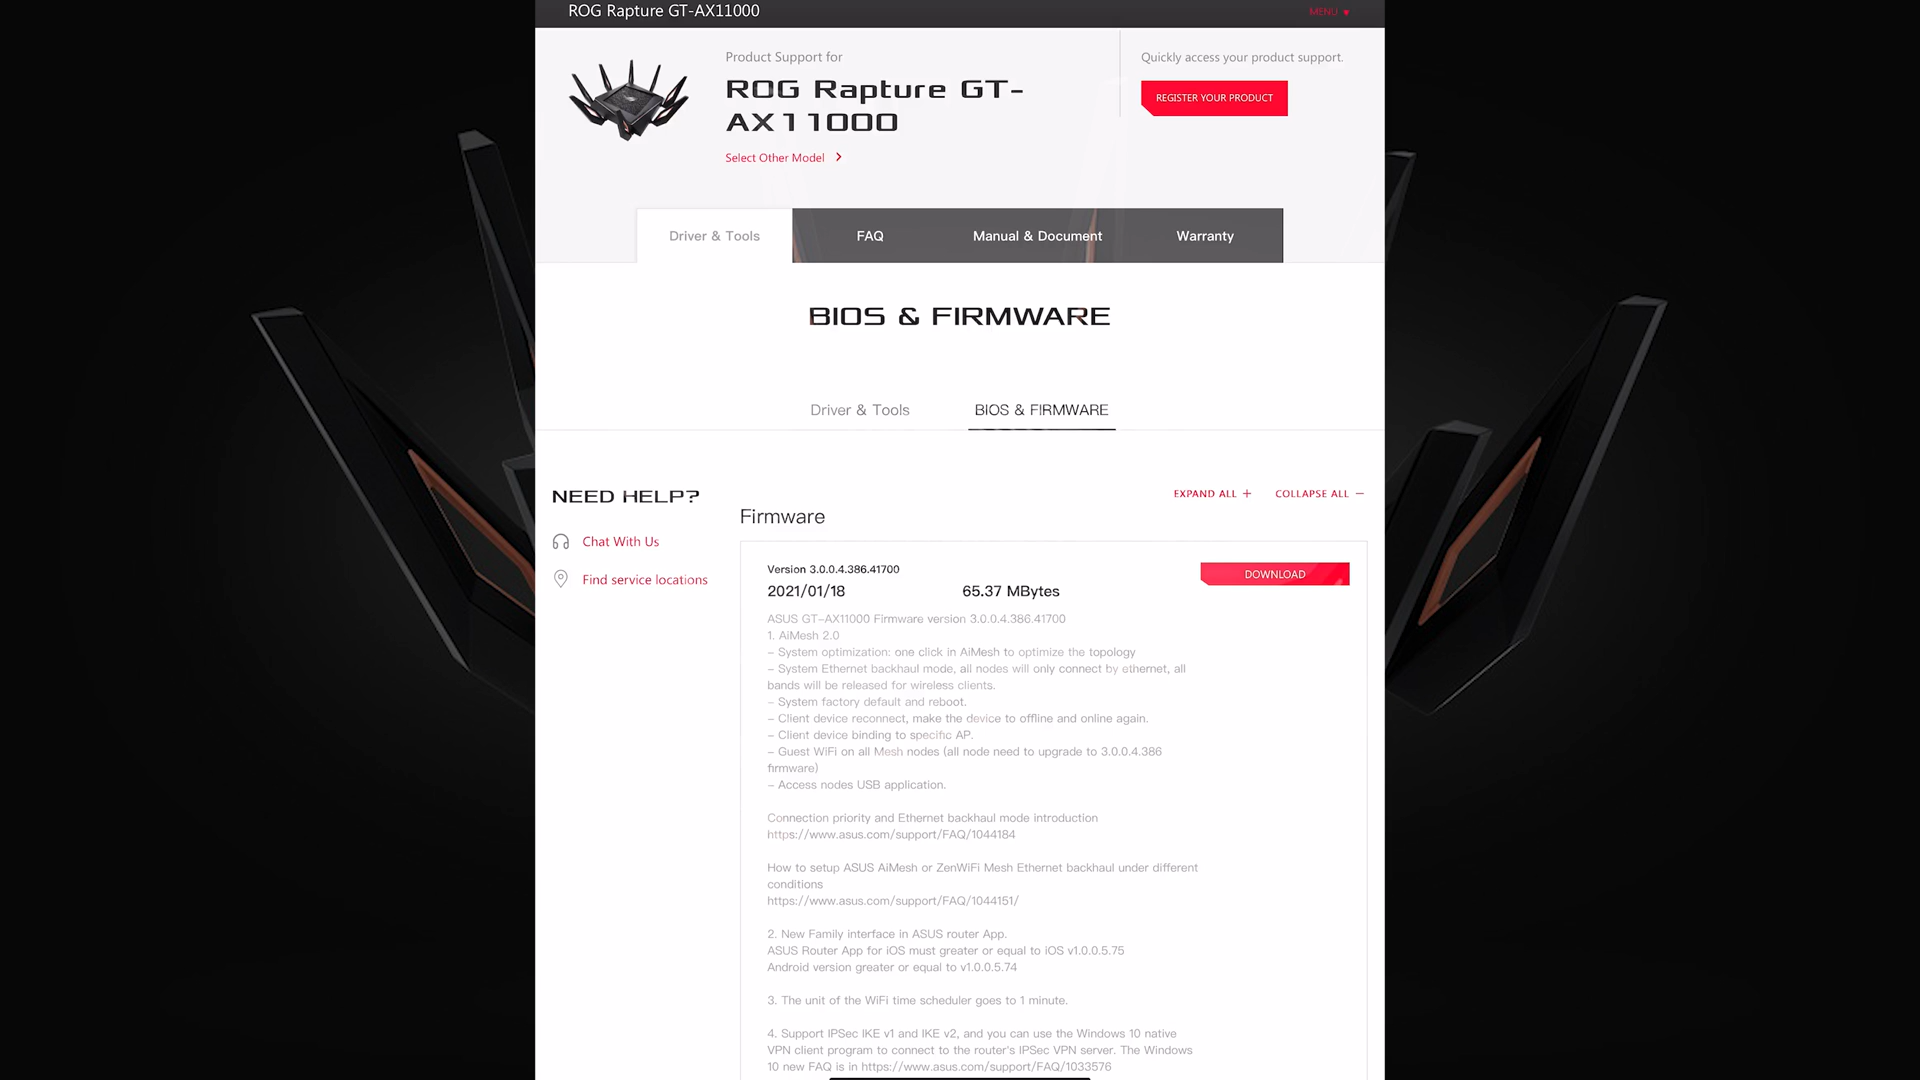 ROG Rapture GT-AX11000
MENU
Product Support for
ROG Rapture GT-
AX11000
Select Other Model
Quickly access your product support.
REGISTER YOUR PRODUCT
Driver & Tools
FAQ
Manual & Document
Warranty
BIOS & FIRMWARE
Driver & Tools
BIOS & FIRMWARE
NEED HELP?
Chat With Us
Find service locations
EXPAND ALL +
COLLAPSE ALL −
Firmware
Version 3.0.0.4.386.41700
2021/01/18
65.37 MBytes
DOWNLOAD
ASUS GT-AX11000 Firmware version 3.0.0.4.386.41700
1. AiMesh 2.0
- System optimization: one click in AiMesh to optimize the topology
- System Ethernet backhaul mode, all nodes will only connect by ethernet, all
bands will be released for wireless clients.
- System factory default and reboot.
- Client device reconnect, make the device to offline and online again.
- Client device binding to specific AP.
- Guest WiFi on all Mesh nodes (all node need to upgrade to 3.0.0.4.386
firmware)
- Access nodes USB application.
Connection priority and Ethernet backhaul mode introduction
https://www.asus.com/support/FAQ/1044184
How to setup ASUS AiMesh or ZenWiFi Mesh Ethernet backhaul under different
conditions
https://www.asus.com/support/FAQ/1044151/
2. New Family interface in ASUS router App.
ASUS Router App for iOS must greater or equal to iOS v1.0.0.5.75
Android version greater or equal to v1.0.0.5.74
3. The unit of the WiFi time scheduler goes to 1 minute.
4. Support IPSec IKE v1 and IKE v2, and you can use the Windows 10 native
VPN client program to connect to the router's IPSec VPN server. The Windows
10 new FAQ is in https://www.asus.com/support/FAQ/1033576